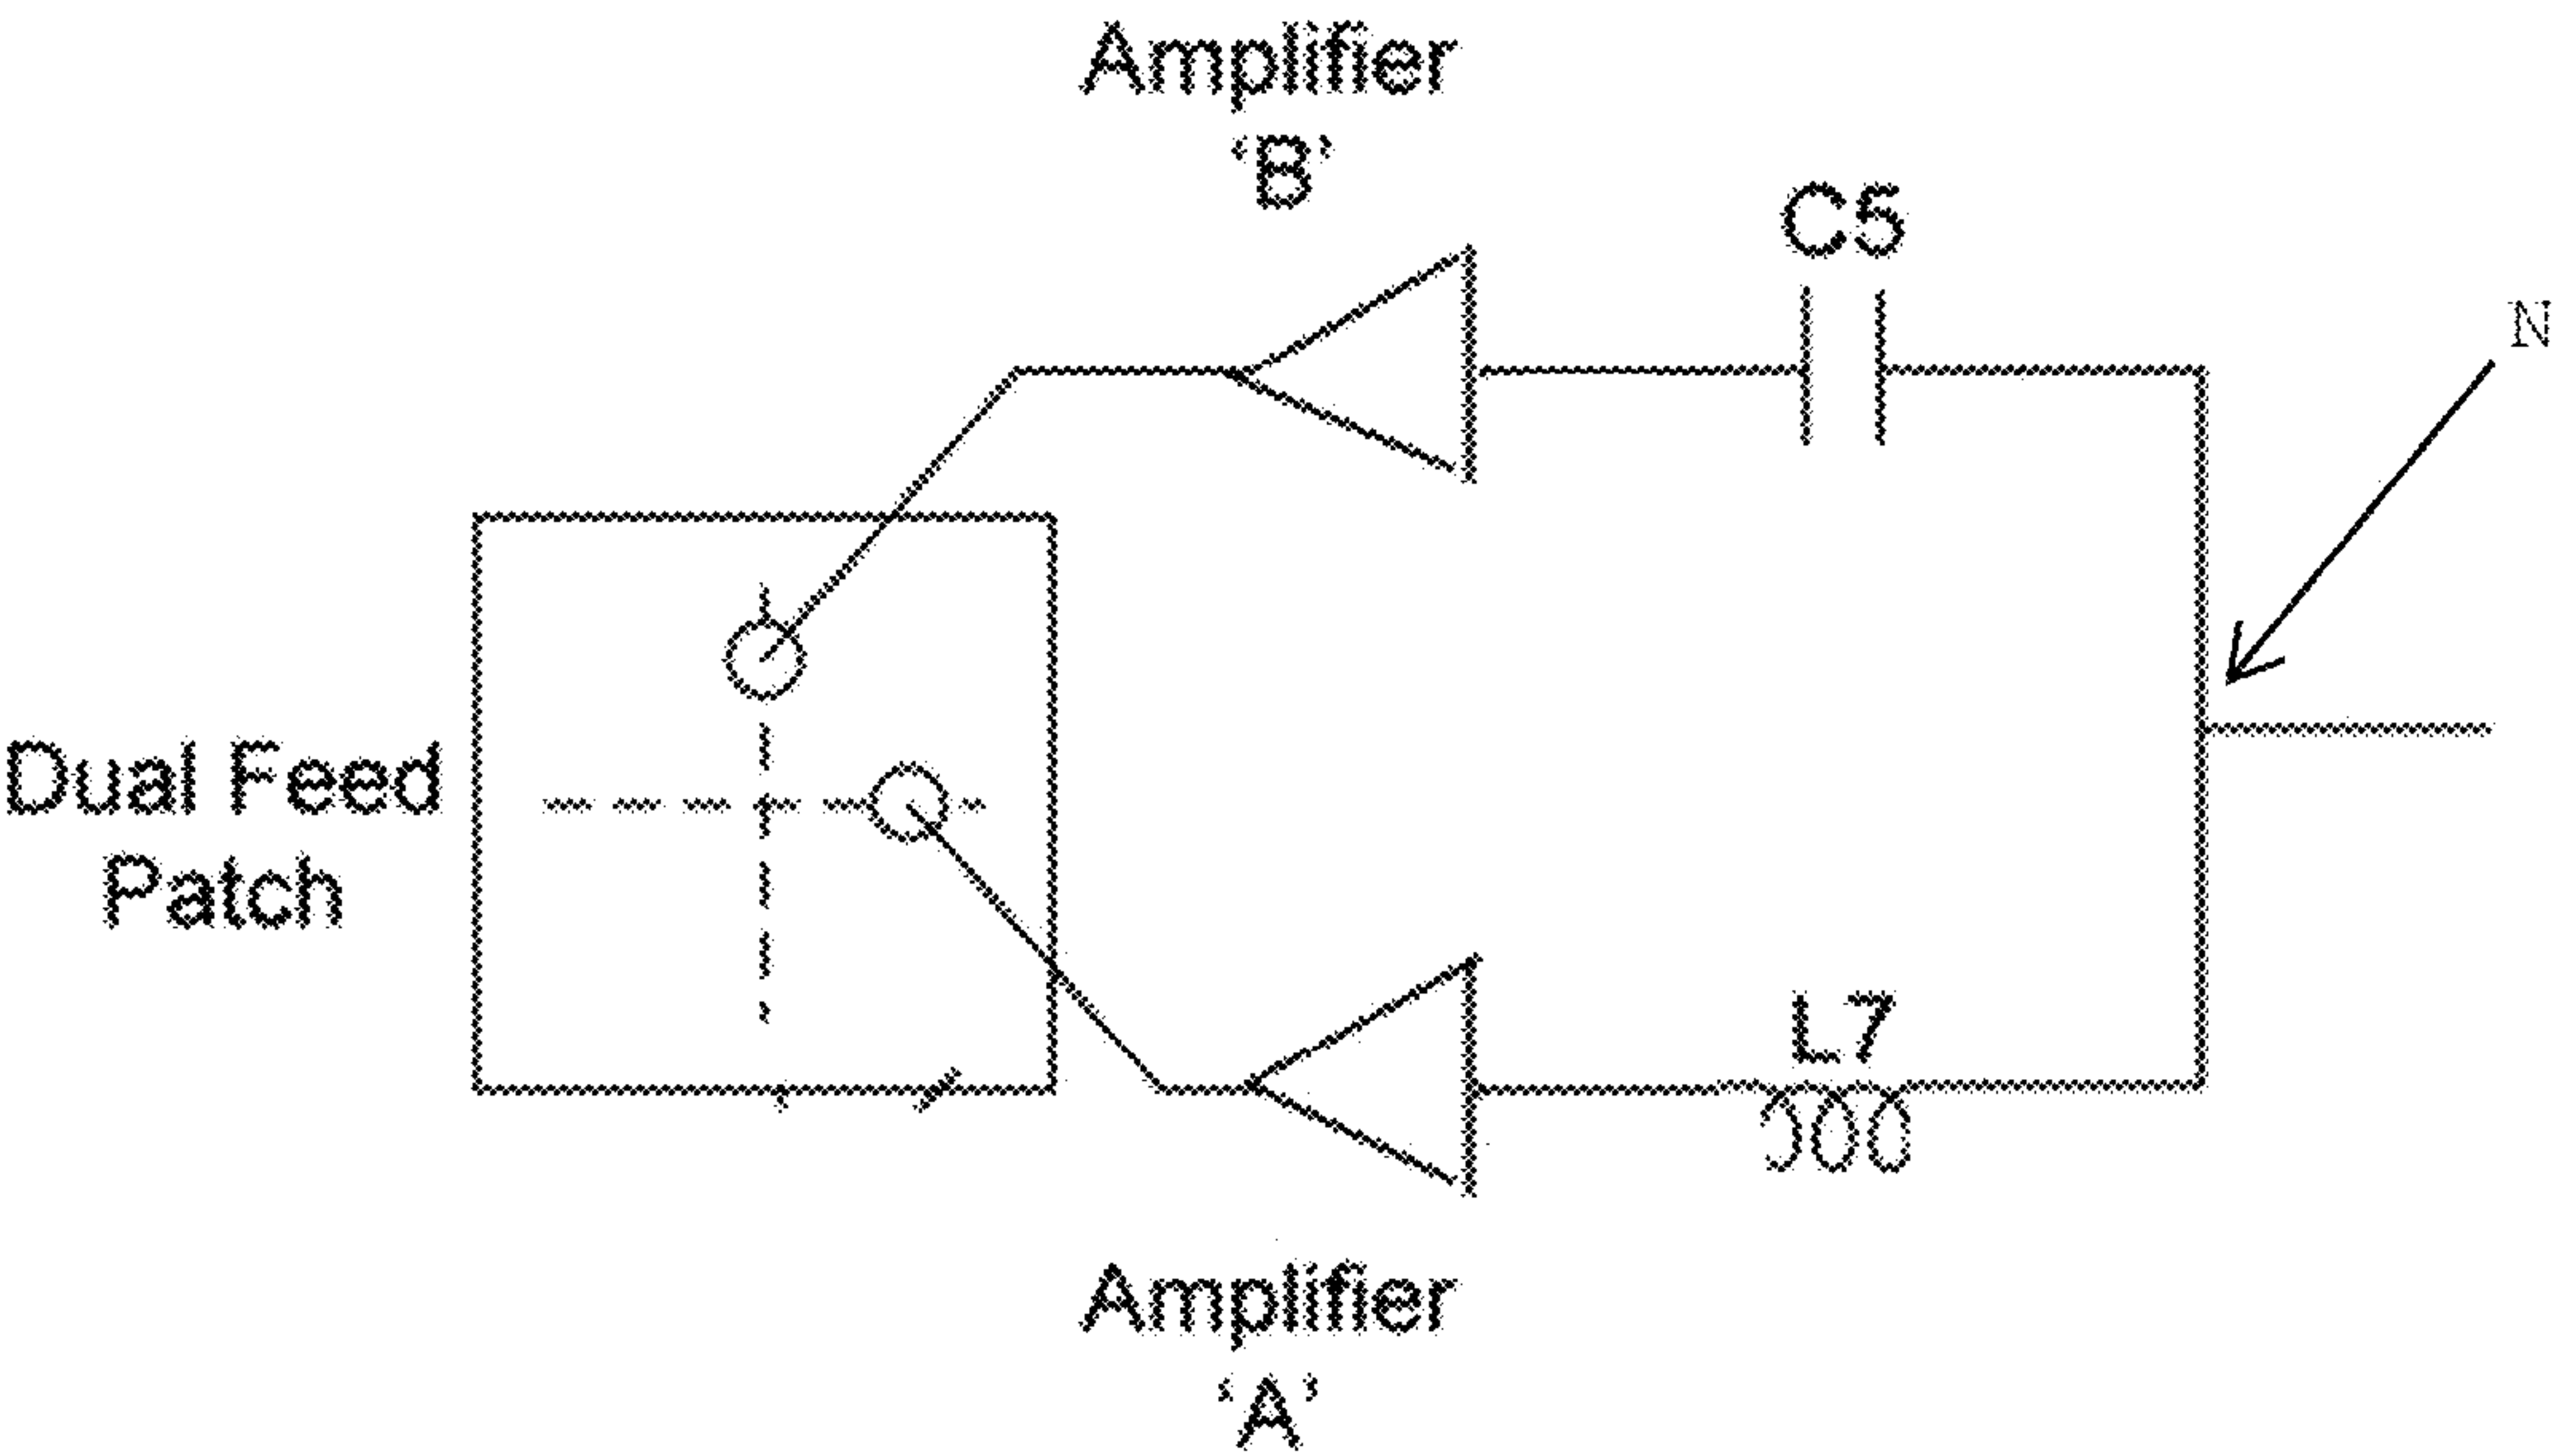 Amplifier
‘B’
C5
N
Dual Feed
Patch
L7
Amplifier
‘A’